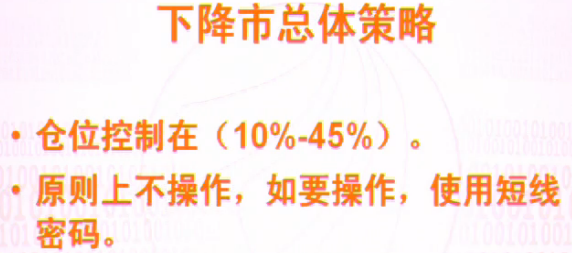 下降市总体策略
• 仓位控制在（10%-45%）。
• 原则上不操作，如要操作，使用短线
密码。